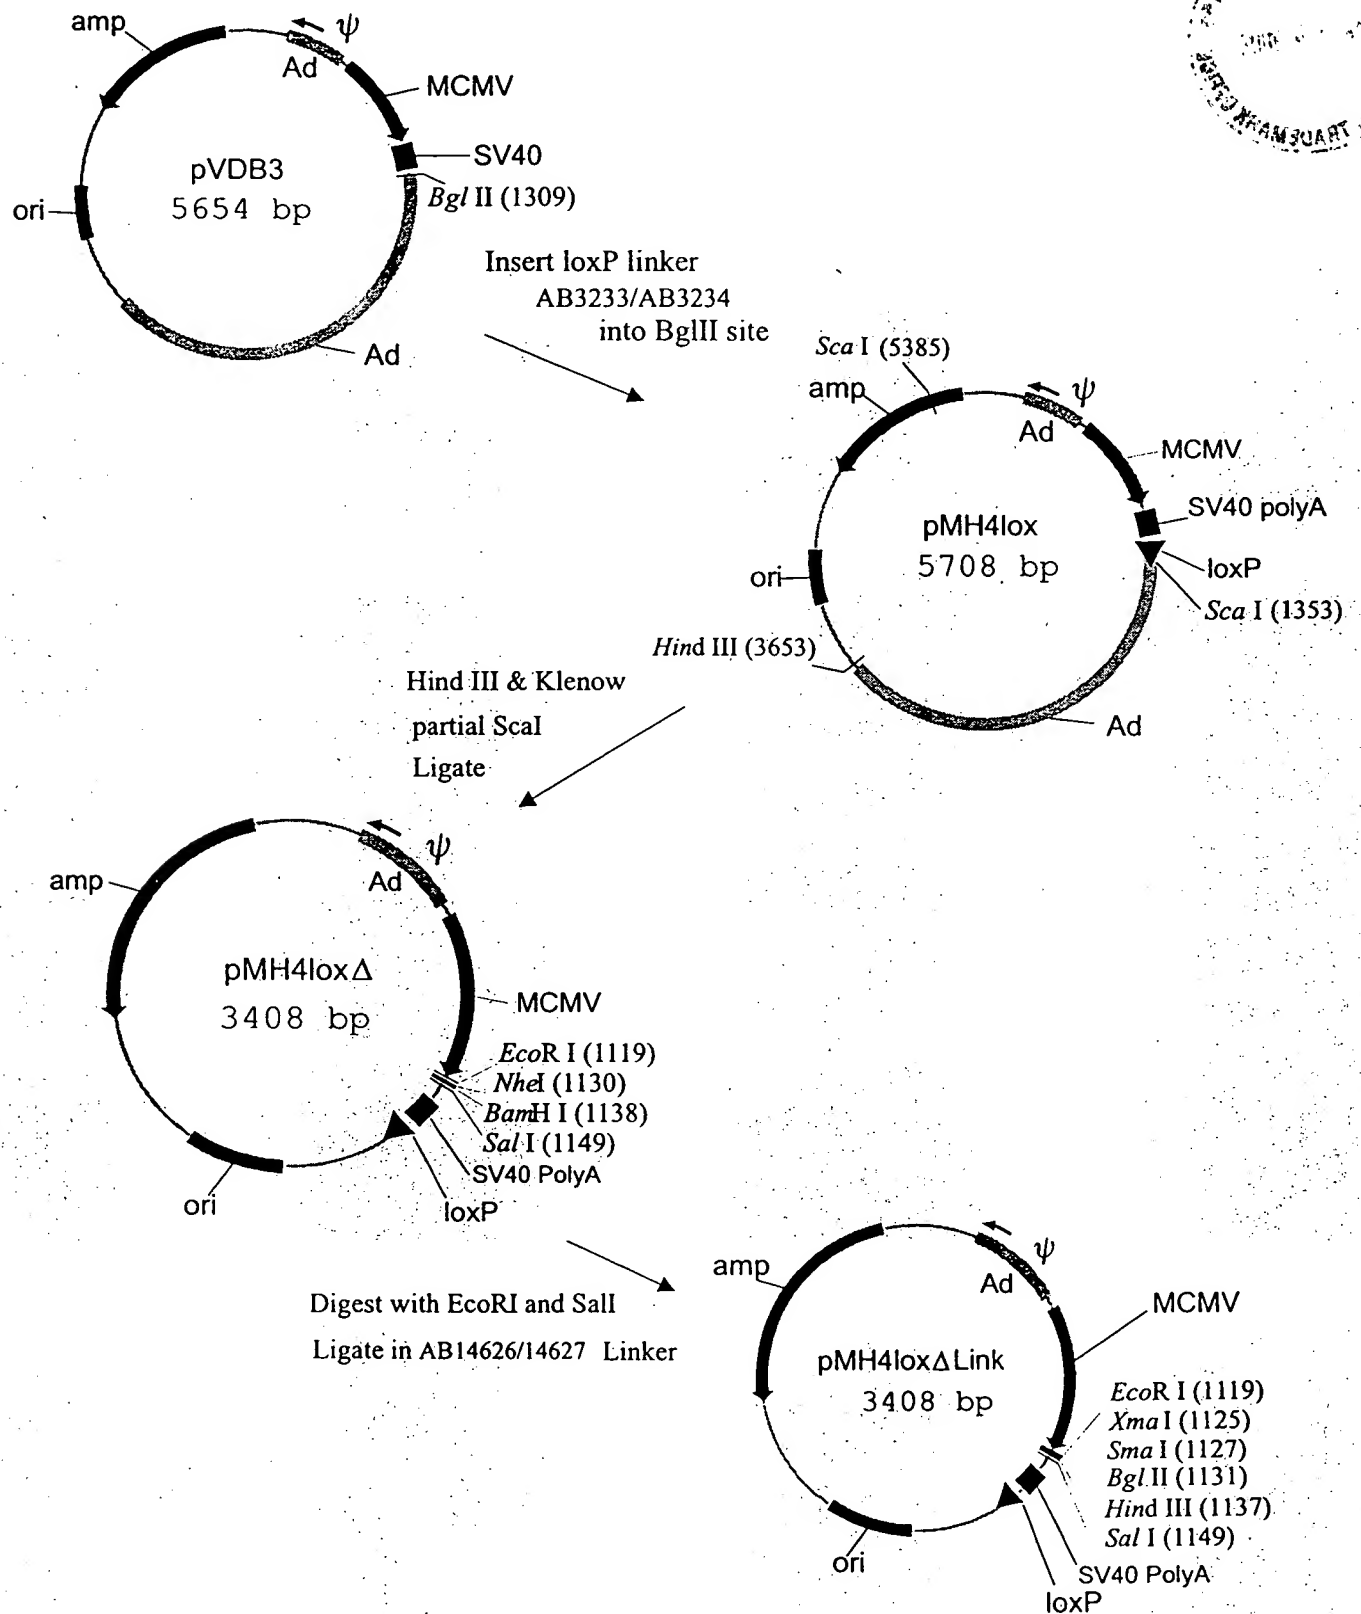 amp
ψ
Ad
MCMV
pVDB3
5654 bp
SV40
Bgl II (1309)
ori
Ad
Insert loxP linker
AB3233/AB3234
into BglII site
TRADEMARK OFFICE
Sca I (5385)
amp
ψ
Ad
MCMV
SV40 polyA
pMH4lox
5708 bp
loxP
ori
Sca I (1353)
Hind III (3653)
Ad
Hind III & Klenow
partial ScaI
Ligate
ψ
amp
Ad
pMH4loxΔ
3408 bp
MCMV
EcoR I (1119)
NheI (1130)
BamH I (1138)
Sal I (1149)
SV40 PolyA
loxP
ori
Digest with EcoRI and SalI
Ligate in AB14626/14627 Linker
amp
ψ
Ad
MCMV
pMH4loxΔLink
3408 bp
EcoR I (1119)
Xma I (1125)
Sma I (1127)
Bgl II (1131)
Hind III (1137)
Sal I (1149)
SV40 PolyA
loxP
ori